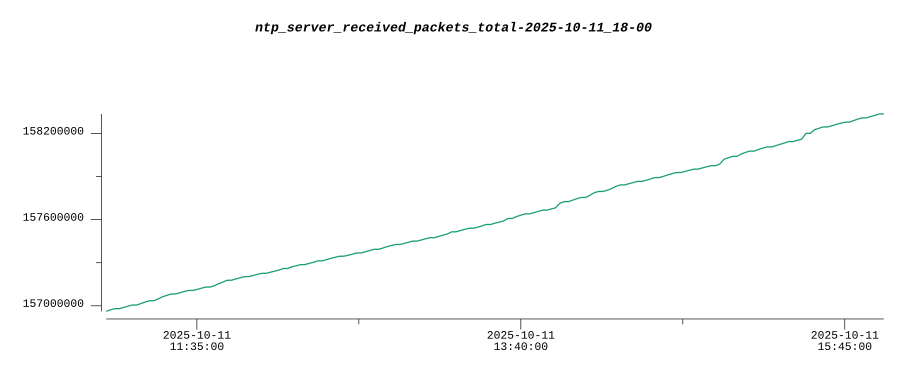 ntp_server_received_packets_total-2025-10-11_18-00
158200000
157600000
157000000
2025-10-11 2025-10-11 2025-10-11
11:35:00 13:40:00 15:45:00